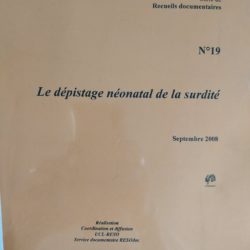 Recueils documentaires
N°19
Le dépistage néonatal de la surdité
Septembre 2008
Réalisation
Coordination et diffusion
UCL-RESO
Service documentaire RESOdoc